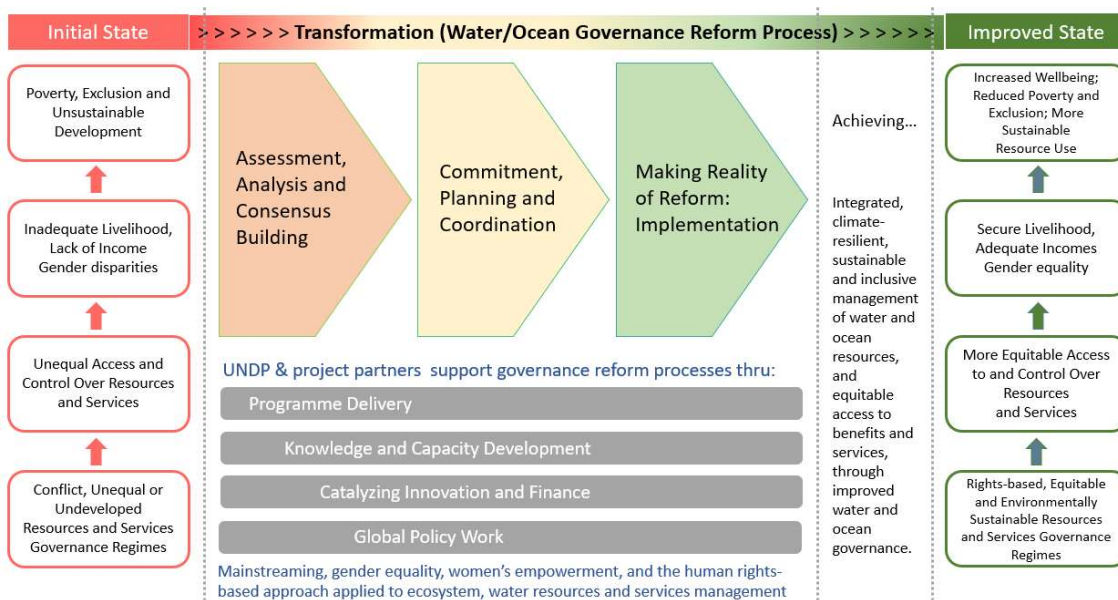 Initial State
> > > > > > Transformation (Water/Ocean Governance Reform Process) > > > > > >
Improved State
Poverty, Exclusion and
Unsustainable
Development
Inadequate Livelihood,
Lack of Income
Gender disparities
Unequal Access and
Control Over Resources
and Services
Conflict, Unequal or
Undeveloped
Resources and Services
Governance Regimes
Assessment,
Analysis and
Consensus
Building
Commitment,
Planning and
Coordination
Making Reality
of Reform:
Implementation
UNDP & project partners support governance reform processes thru:
Programme Delivery
Knowledge and Capacity Development
Catalyzing Innovation and Finance
Global Policy Work
Mainstreaming, gender equality, women's empowerment, and the human rights-
based approach applied to ecosystem, water resources and services management
Achieving...
Integrated,
climate-
resilient,
sustainable
and inclusive
management
of water and
ocean
resources,
and
equitable
access to
benefits and
services,
through
improved
water and
ocean
governance.
Increased Wellbeing;
Reduced Poverty and
Exclusion; More
Sustainable
Resource Use
Secure Livelihood,
Adequate Incomes
Gender equality
More Equitable Access
to and Control Over
Resources
and Services
Rights-based, Equitable
and Environmentally
Sustainable Resources
and Services Governance
Regimes